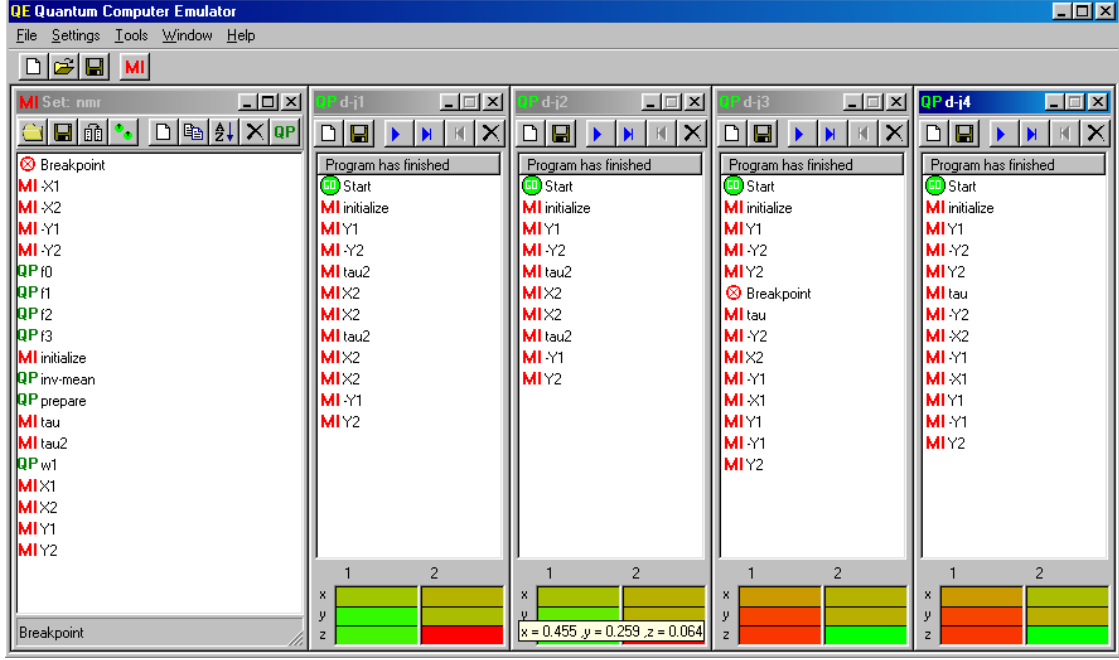 QE Quantum Computer Emulator
File Settings Tools Window Help
MI
MI Set: nmr
QP
Breakpoint
MI -X1
MI -X2
MI -Y1
MI -Y2
QP f0
QP f1
QP f2
QP f3
MI initialize
QP inv-mean
QP prepare
MI tau
MI tau2
QP w1
MI X1
MI X2
MI Y1
MI Y2
Breakpoint
QP d-j1
Program has finished
GO Start
MI initialize
MI Y1
MI -Y2
MI tau2
MI X2
MI X2
MI tau2
MI X2
MI X2
MI -Y1
MI Y2
1 2
x
y
z
QP d-j2
Program has finished
GO Start
MI initialize
MI Y1
MI -Y2
MI tau2
MI X2
MI X2
MI tau2
MI -Y1
MI Y2
1 2
x
y
x = 0.455 ,y = 0.259 ,z = 0.064
QP d-j3
Program has finished
GO Start
MI initialize
MI Y1
MI -Y2
MI Y2
Breakpoint
MI tau
MI -Y2
MI X2
MI -Y1
MI -X1
MI Y1
MI -Y1
MI Y2
1 2
x
y
z
QP d-j4
Program has finished
GO Start
MI initialize
MI Y1
MI -Y2
MI Y2
MI tau
MI -Y2
MI -X2
MI -Y1
MI -X1
MI Y1
MI -Y1
MI Y2
1 2
x
y
z